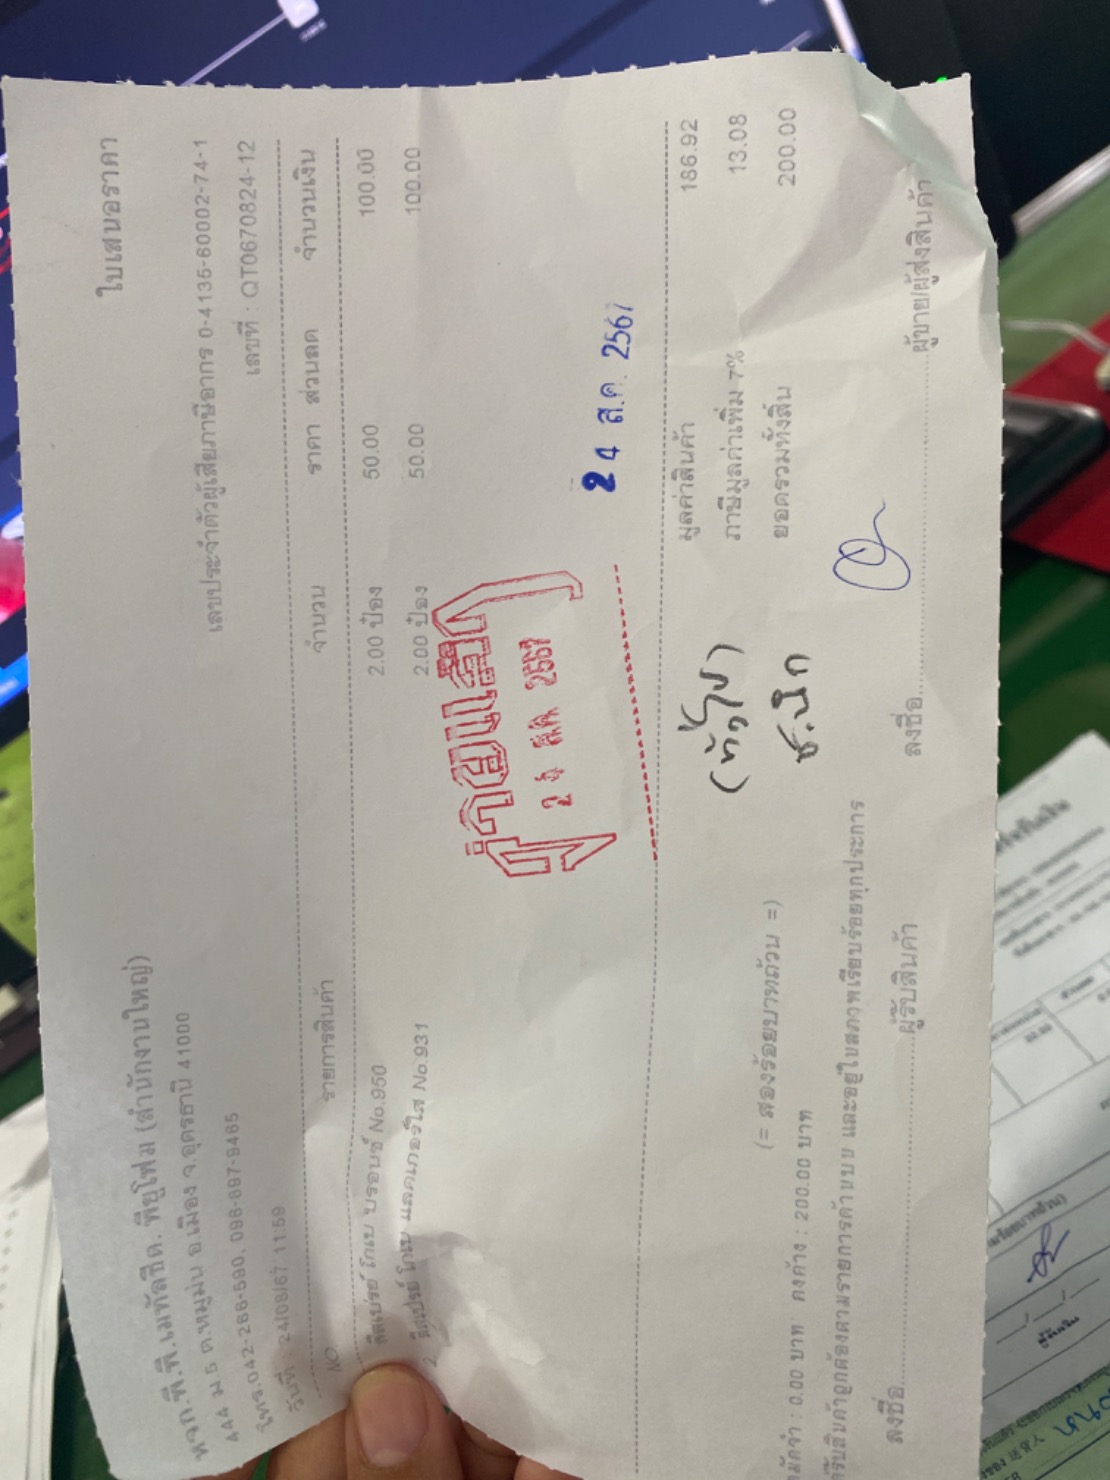 ใบเสนอราคา
หจก.พี.พี.เมทัลชีต. พียูโฟม (สำนักงานใหญ่)
444 ม 5 ต.หมูม่น อ.เมือง จ.อุดรธานี 41000
เลขประจำตัวผู้เสียภาษีอากร 0-4135-60002-74-1
โทร.042-286-590, 096-697-9465
เลขที่ : QT0670824-12
วันที่ : 24/08/67 11:59
NO. รายการสินค้า จำนวน ราคา ส่วนลด จำนวนเงิน
สเปรย์ โกเบ บรอนซ์ No.950 2.00 ป๋อง 50.00 100.00
2. สเปรย์ โกเบ แลคเกอร์ใส No.931 2.00 ป๋อง 50.00 100.00
จ่ายแล้ว
24 ส.ค. 2567
24 ส.ค. 2567
มูลค่าสินค้า 186.92
(ทั่วไป)
ภาษีมูลค่าเพิ่ม 7% 13.08
(= สองร้อยบาทถ้วน =)
ช.นิก
ยอดรวมทั้งสิ้น 200.00
มัดจำ : 0.00 บาท คงค้าง : 200.00 บาท
รับสินค้าถูกต้องตามรายการด้านบน และอยู่ในสภาพเรียบร้อยทุกประการ
ลงชื่อ....................ผู้รับสินค้า
ลงชื่อ....................ผู้ขาย/ผู้ส่งสินค้า